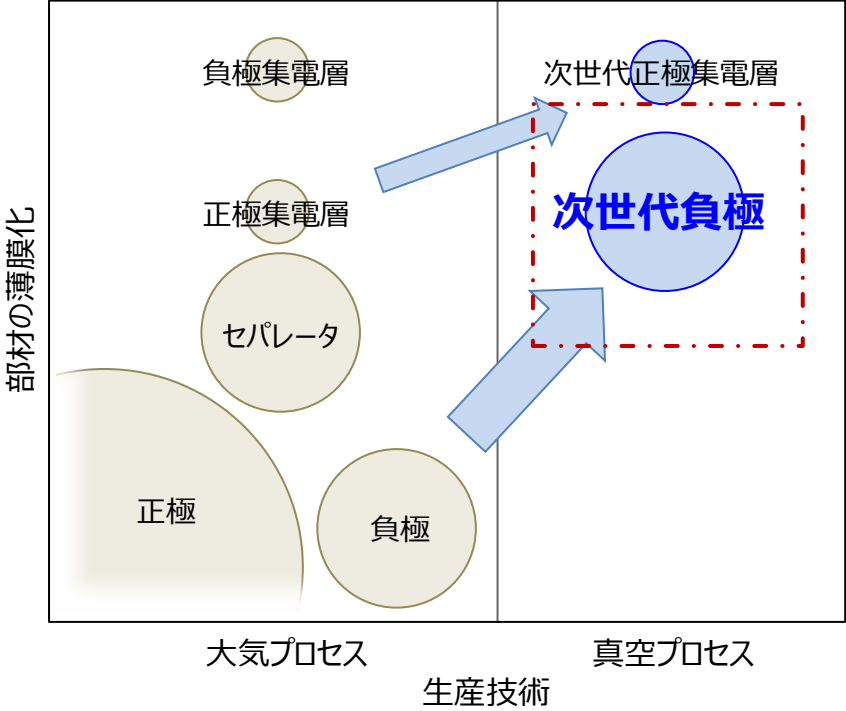 負極集電層
次世代正極集電層
正極集電層
次世代負極
セパレータ
正極
負極
部材の薄膜化
大気プロセス
真空プロセス
生産技術